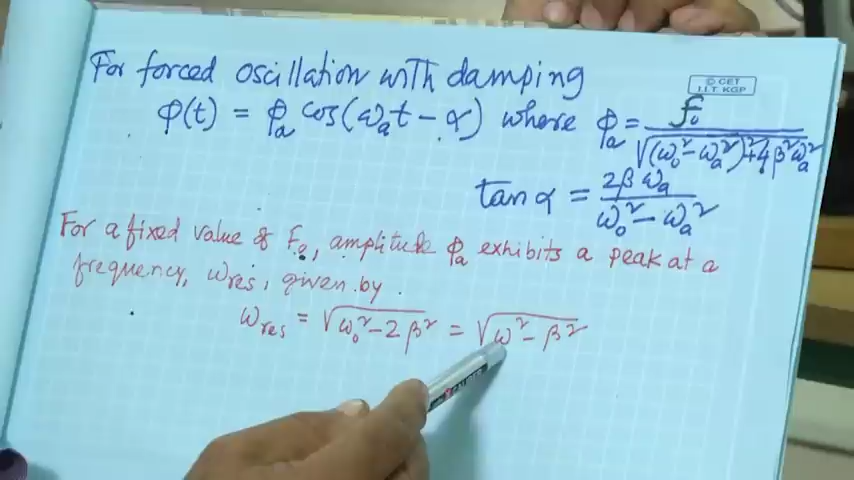 For forced oscillation with damping
© CET
I.I.T. KGP
φ(t) = φₐ cos(ωₐt - α) where φₐ = f₀ / √((ω₀² - ωₐ²)² + 4β²ωₐ²)
tan α = 2βωₐ / (ω₀² - ωₐ²)
For a fixed value of F₀, amplitude φₐ exhibits a peak at a
frequency, ωres, given by
ωres = √(ω₀² - 2β²) = √(ω² - β²)